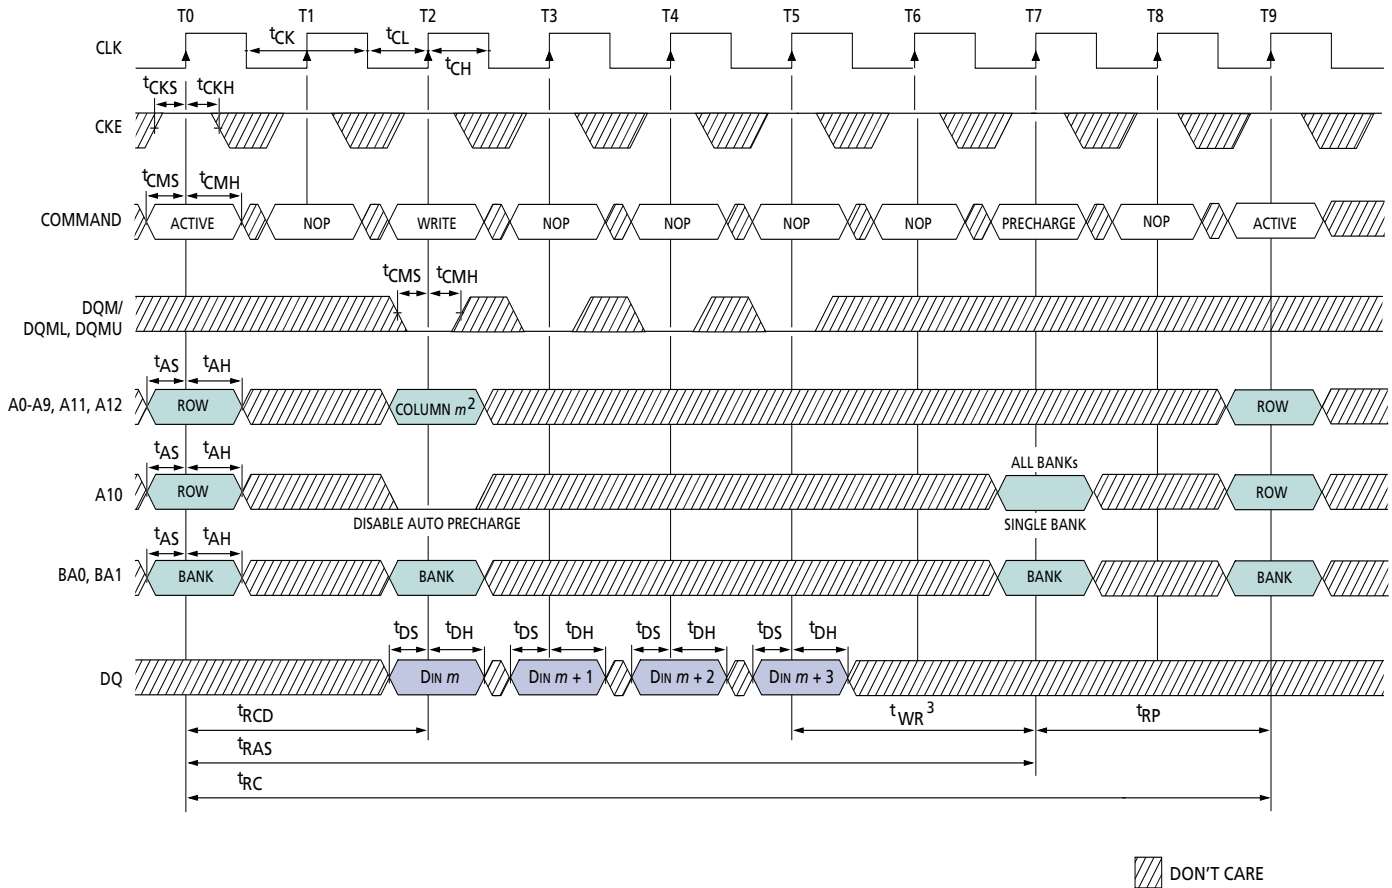 T0 T1 T2 T3 T4 T5 T6 T7 T8 T9
CLK
tCK tCL
tCH
tCKS tCKH
CKE
tCMS tCMH
COMMAND ACTIVE NOP WRITE NOP NOP NOP NOP PRECHARGE NOP ACTIVE
tCMS tCMH
DQM/
DQML, DQMU
tAS tAH
A0-A9, A11, A12 ROW COLUMN m2 ROW
tAS tAH
ALL BANKs
A10 ROW ROW
DISABLE AUTO PRECHARGE SINGLE BANK
tAS tAH
BA0, BA1 BANK BANK BANK BANK
tDS tDH tDS tDH tDS tDH tDS tDH
DQ DIN m DIN m + 1 DIN m + 2 DIN m + 3
tRCD tWR3 tRP
tRAS
tRC
DON'T CARE